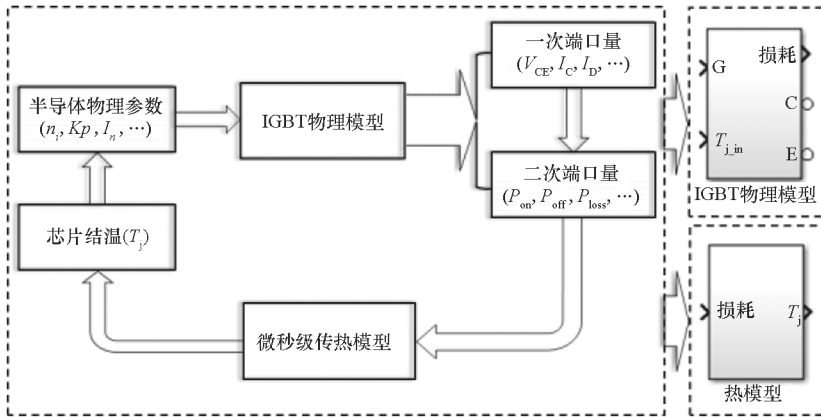 半导体物理参数
(n_i, Kp, I_n, …)
IGBT物理模型
一次端口量
(V_CE, I_C, I_D, …)
二次端口量
(P_on, P_off, P_loss, …)
芯片结温(T_j)
微秒级传热模型
G
损耗
C
T_j_in
E
IGBT物理模型
损耗
T_j
热模型